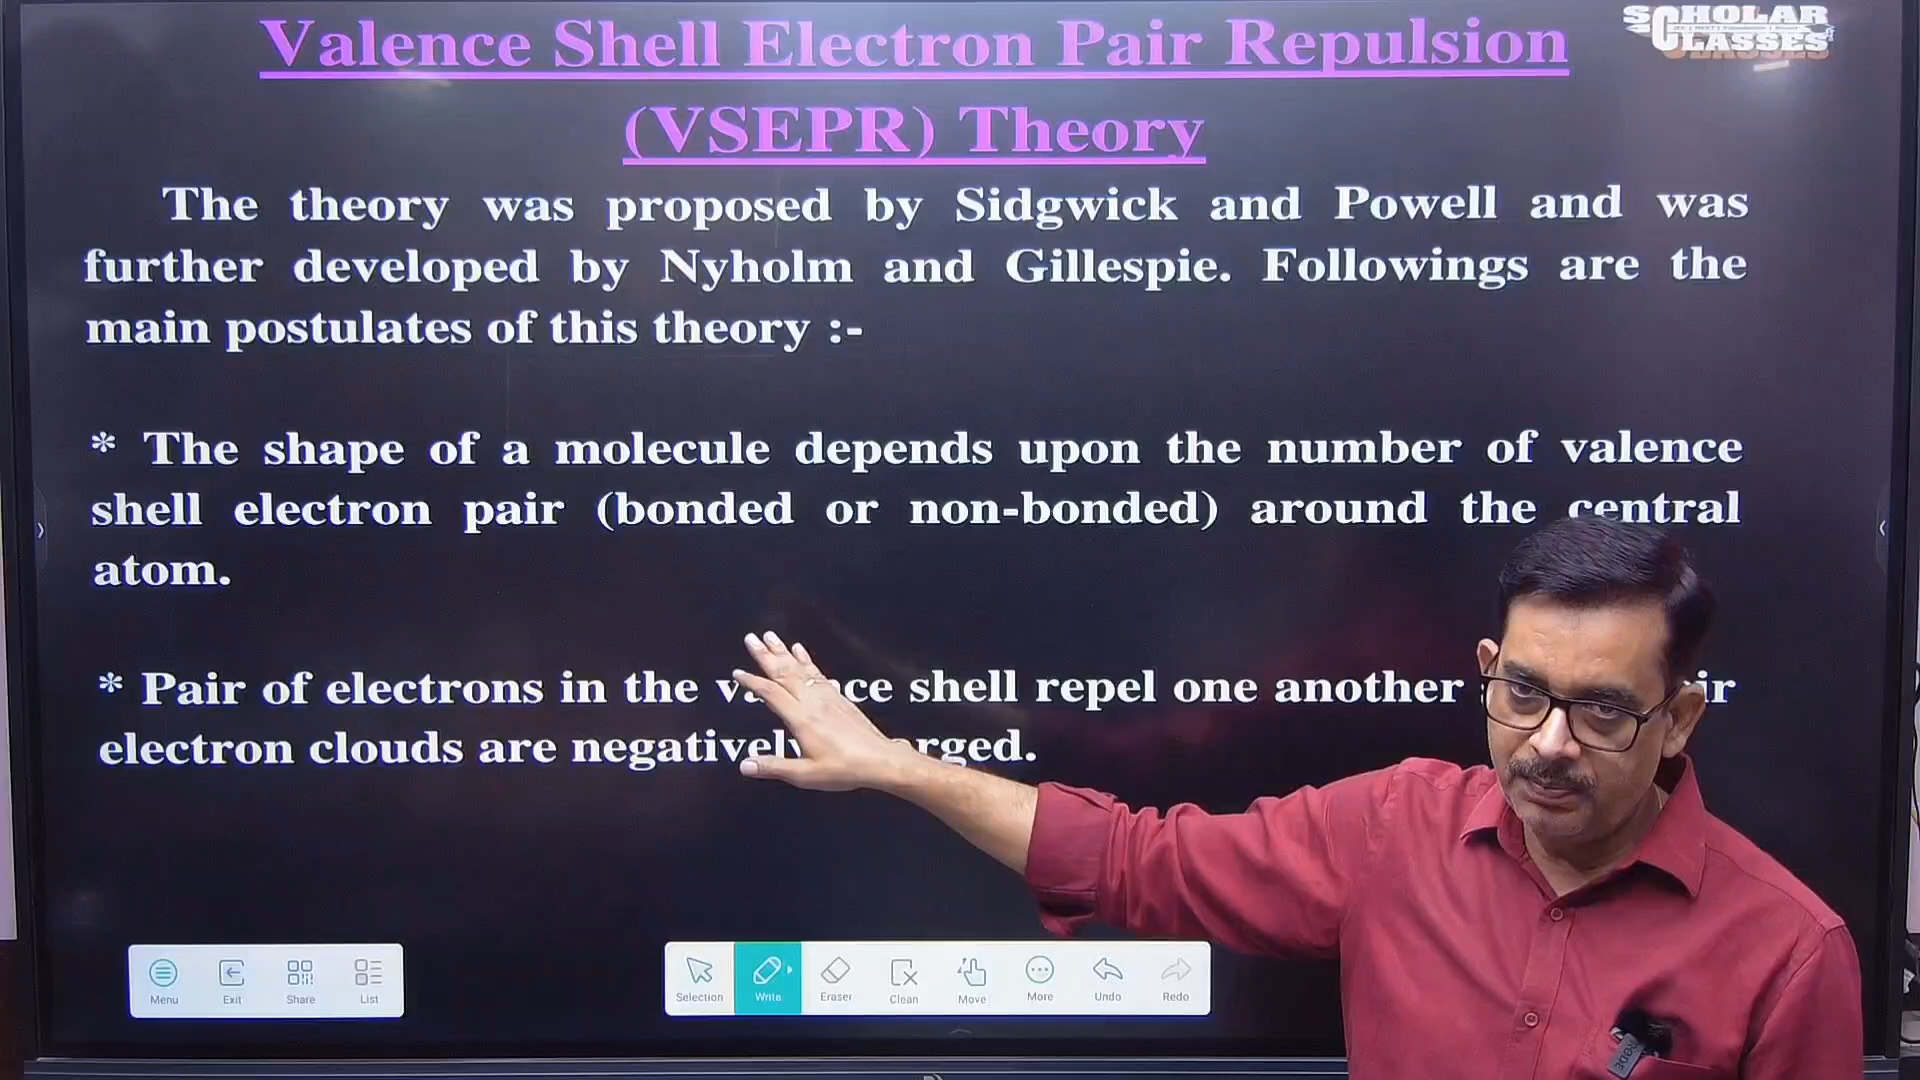 SCHOLAR
CLASSES
Valence Shell Electron Pair Repulsion
(VSEPR) Theory
The theory was proposed by Sidgwick and Powell and was
further developed by Nyholm and Gillespie. Followings are the
main postulates of this theory :-
* The shape of a molecule depends upon the number of valence
shell electron pair (bonded or non-bonded) around the central
atom.
* Pair of electrons in the shell repel one another
electron clouds are negatively
Menu Exit Share List
Selection Write Eraser Clean Move More Undo Redo